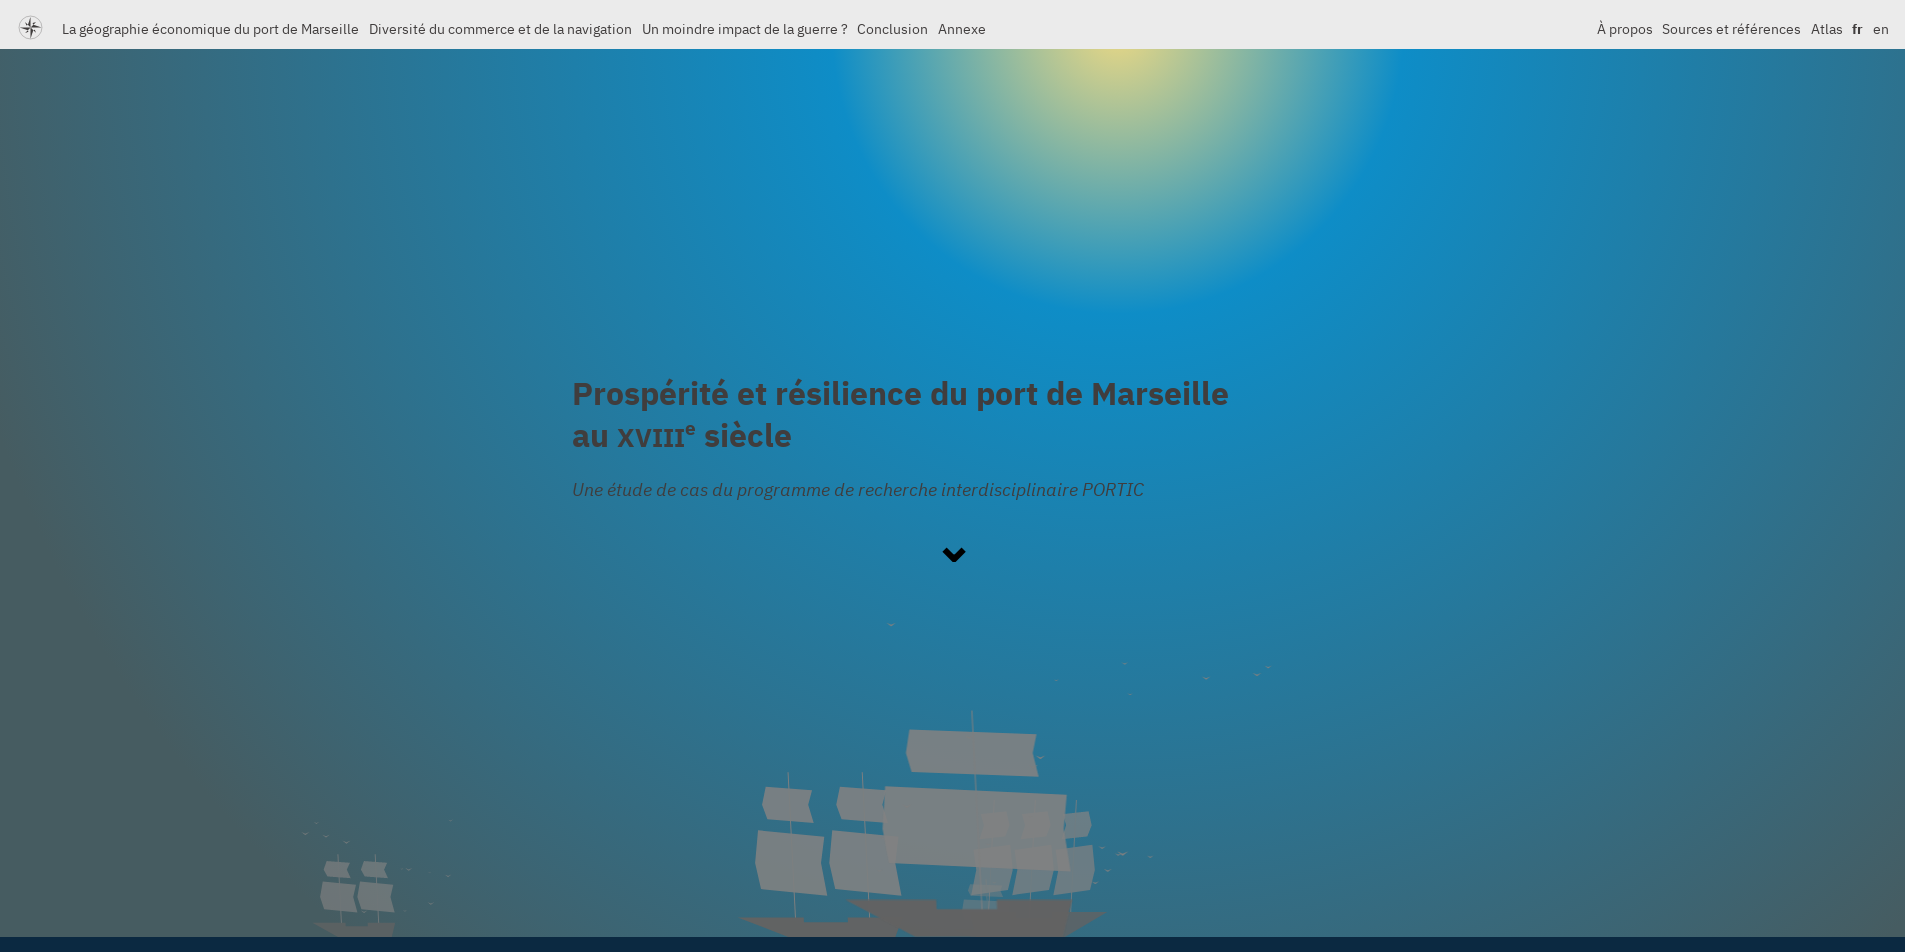 La géographie économique du port de Marseille Diversité du commerce et de la navigation Un moindre impact de la guerre ? Conclusion Annexe À propos Sources et références Atlas fr en
Prospérité et résilience du port de Marseille
au XVIIIe siècle
Une étude de cas du programme de recherche interdisciplinaire PORTIC